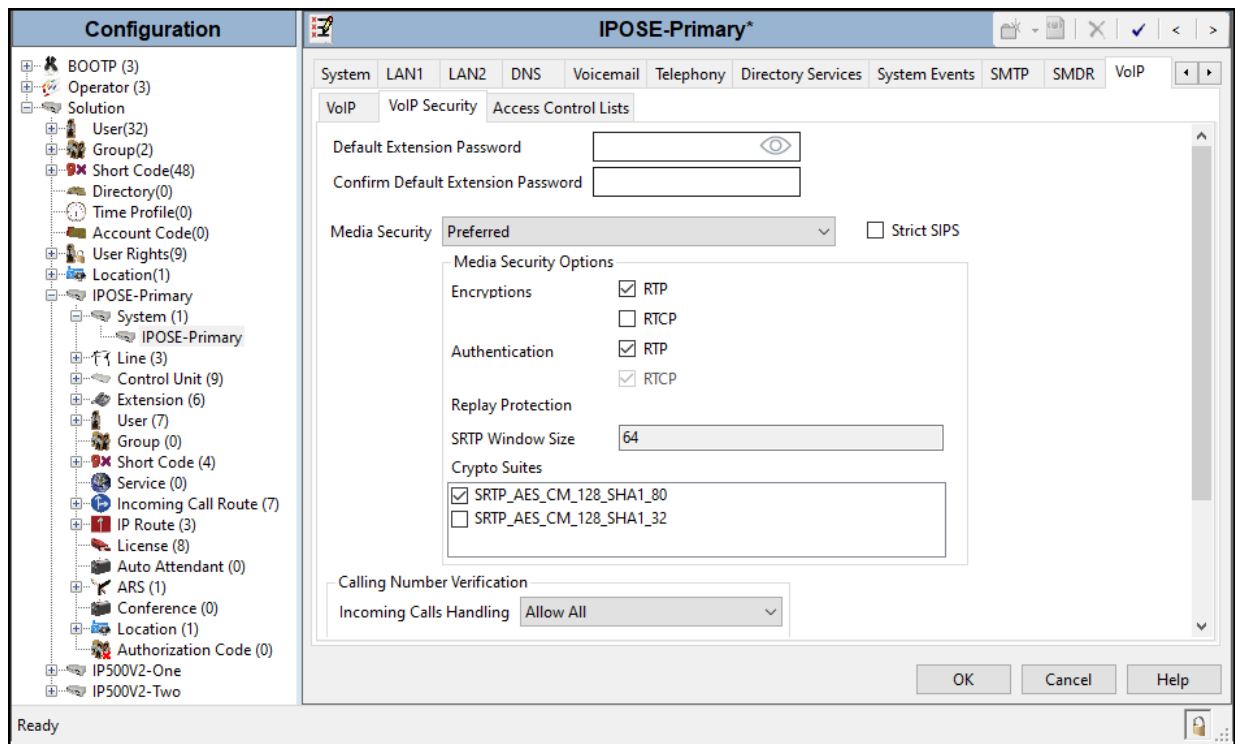 Configuration
IPOSE-Primary*
BOOTP (3)
Operator (3)
Solution
User(32)
Group(2)
Short Code(48)
Directory(0)
Time Profile(0)
Account Code(0)
User Rights(9)
Location(1)
IPOSE-Primary
System (1)
IPOSE-Primary
Line (3)
Control Unit (9)
Extension (6)
User (7)
Group (0)
Short Code (4)
Service (0)
Incoming Call Route (7)
IP Route (3)
License (8)
Auto Attendant (0)
ARS (1)
Conference (0)
Location (1)
Authorization Code (0)
IP500V2-One
IP500V2-Two
System LAN1 LAN2 DNS Voicemail Telephony Directory Services System Events SMTP SMDR VoIP
VoIP VoIP Security Access Control Lists
Default Extension Password
Confirm Default Extension Password
Media Security Preferred Strict SIPS
Media Security Options
Encryptions RTP
RTCP
Authentication RTP
RTCP
Replay Protection
SRTP Window Size 64
Crypto Suites
SRTP_AES_CM_128_SHA1_80
SRTP_AES_CM_128_SHA1_32
Calling Number Verification
Incoming Calls Handling Allow All
OK Cancel Help
Ready